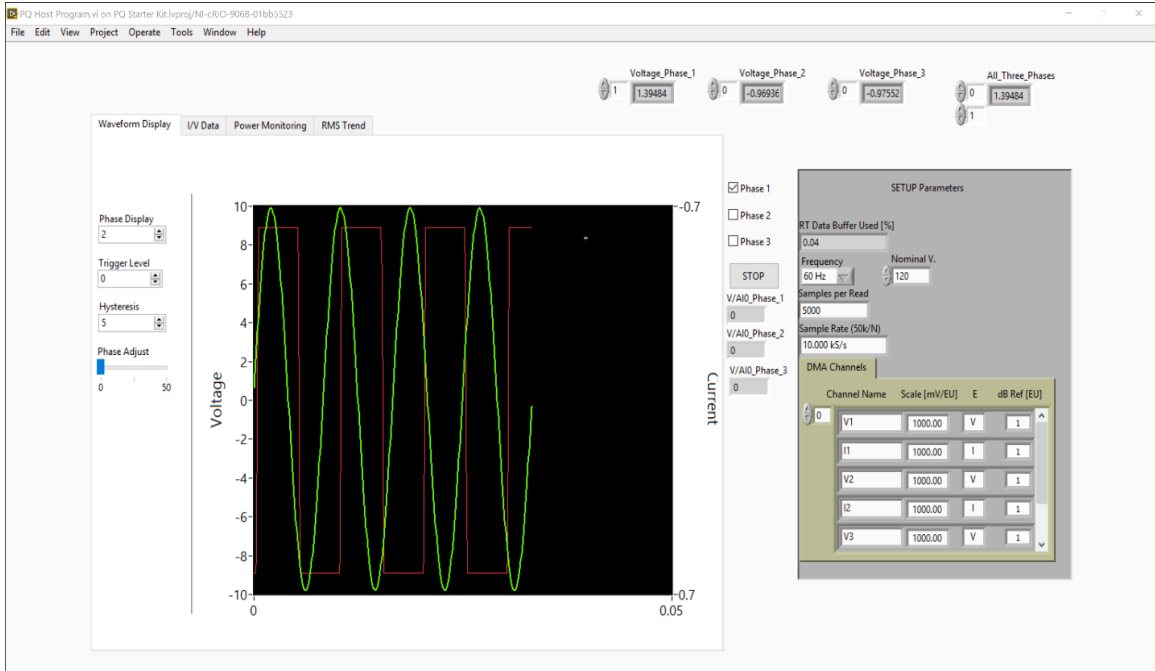 PQ Host Program.vi on PQ Starter Kit.lvproj/NI-cRIO-9068-01bb5523
File Edit View Project Operate Tools Window Help
Voltage_Phase_1 Voltage_Phase_2 Voltage_Phase_3 All_Three_Phases
1 1.39484 0 -0.96936 0 -0.97552 0 1.39484
1
Waveform Display I/V Data Power Monitoring RMS Trend
Phase Display
2
Trigger Level
0
Hysteresis
5
Phase Adjust
0 50
Voltage
10
8
6
4
2
0
-2
-4
-6
-8
-10
0 0.05
-0.7
Current
-0.7
Phase 1
Phase 2
Phase 3
STOP
V/AI0_Phase_1
0
V/AI0_Phase_2
0
V/AI0_Phase_3
0
SETUP Parameters
RT Data Buffer Used [%]
0.04
Frequency Nominal V.
60 Hz 120
Samples per Read
5000
Sample Rate (50k/N)
10.000 kS/s
DMA Channels
Channel Name Scale [mV/EU] E dB Ref [EU]
0 V1 1000.00 V 1
I1 1000.00 I 1
V2 1000.00 V 1
I2 1000.00 I 1
V3 1000.00 V 1